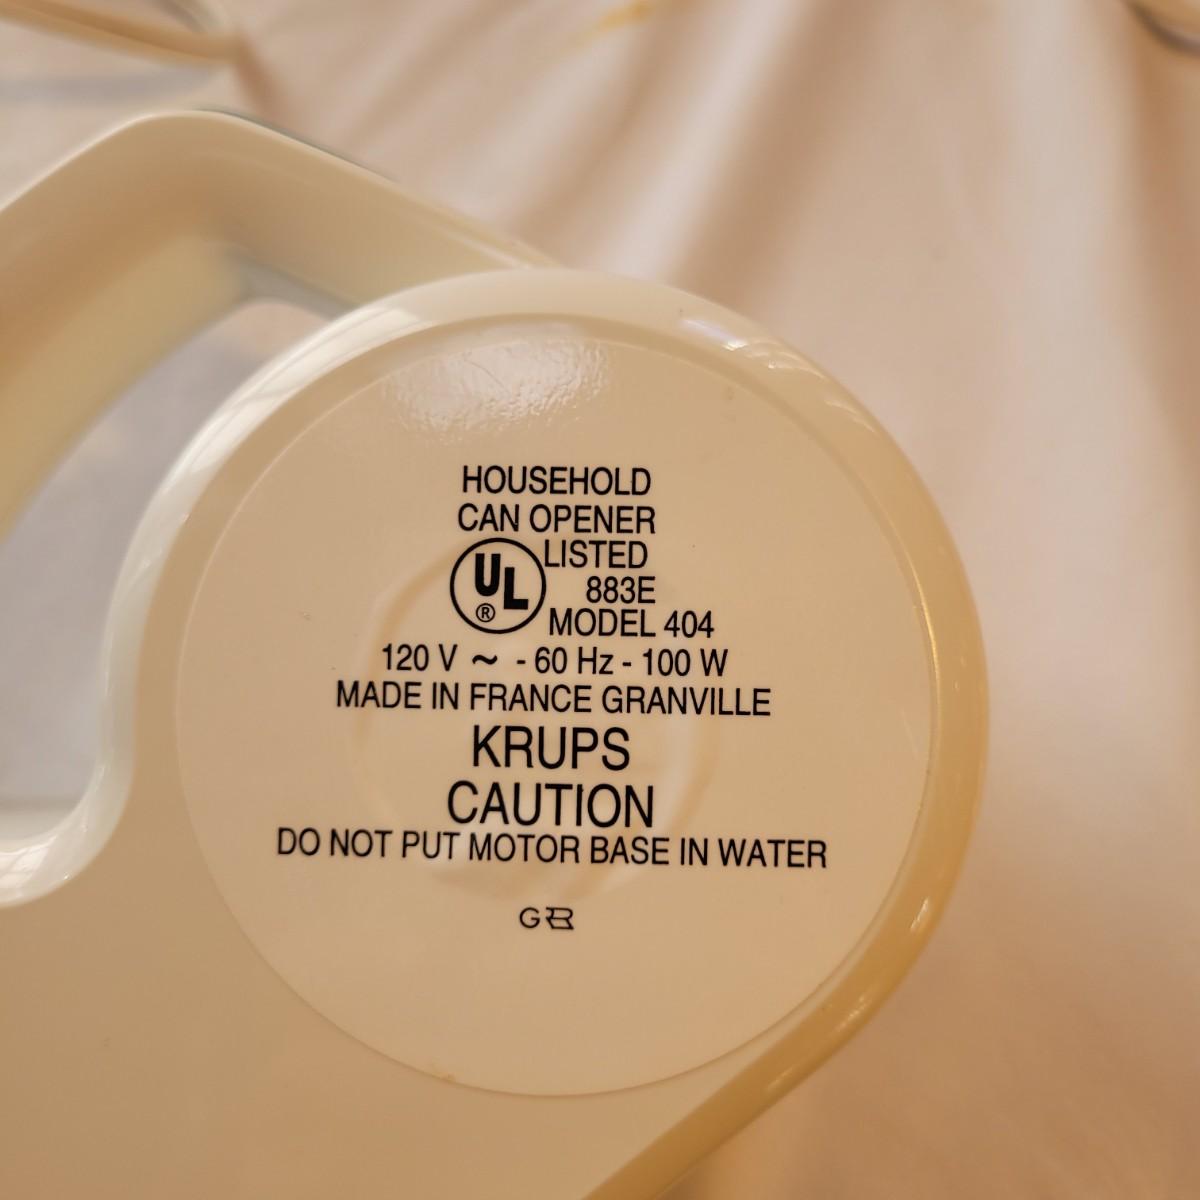 HOUSEHOLD
CAN OPENER
UL ® LISTED
883E
MODEL 404
120 V ~ - 60 Hz - 100 W
MADE IN FRANCE GRANVILLE
KRUPS
CAUTION
DO NOT PUT MOTOR BASE IN WATER